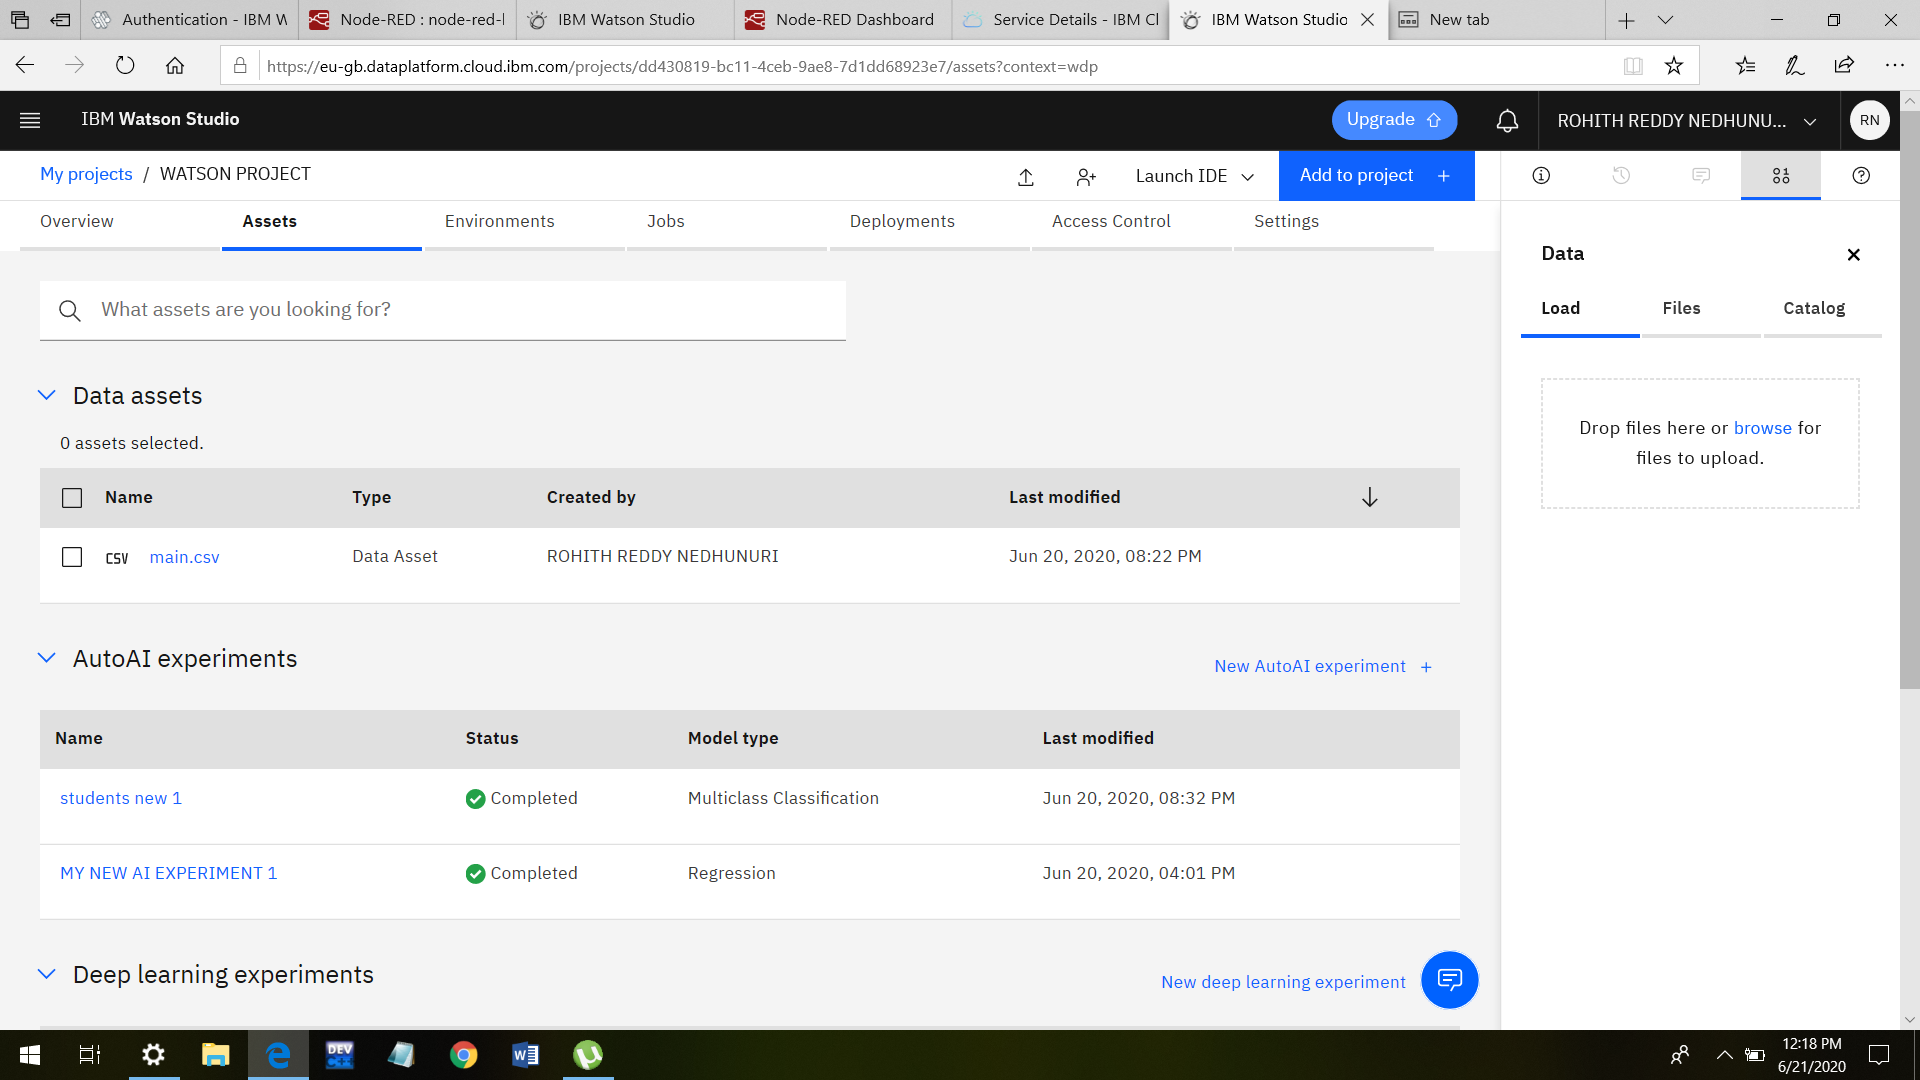 Authentication - IBM W
Node-RED : node-red-l
IBM Watson Studio
Node-RED Dashboard
Service Details - IBM Cl
IBM Watson Studio
New tab
https://eu-gb.dataplatform.cloud.ibm.com/projects/dd430819-bc11-4ceb-9ae8-7d1dd68923e7/assets?context=wdp
IBM Watson Studio
Upgrade
ROHITH REDDY NEDHUNU...
RN
My projects / WATSON PROJECT
Launch IDE
Add to project +
Overview
Assets
Environments
Jobs
Deployments
Access Control
Settings
What assets are you looking for?
Data assets
0 assets selected.
Name Type Created by Last modified
CSV main.csv Data Asset ROHITH REDDY NEDHUNURI Jun 20, 2020, 08:22 PM
AutoAI experiments
New AutoAI experiment +
Name Status Model type Last modified
students new 1 Completed Multiclass Classification Jun 20, 2020, 08:32 PM
MY NEW AI EXPERIMENT 1 Completed Regression Jun 20, 2020, 04:01 PM
Deep learning experiments
New deep learning experiment
Data
Load Files Catalog
Drop files here or browse for
files to upload.
DEV
C++
12:18 PM
6/21/2020